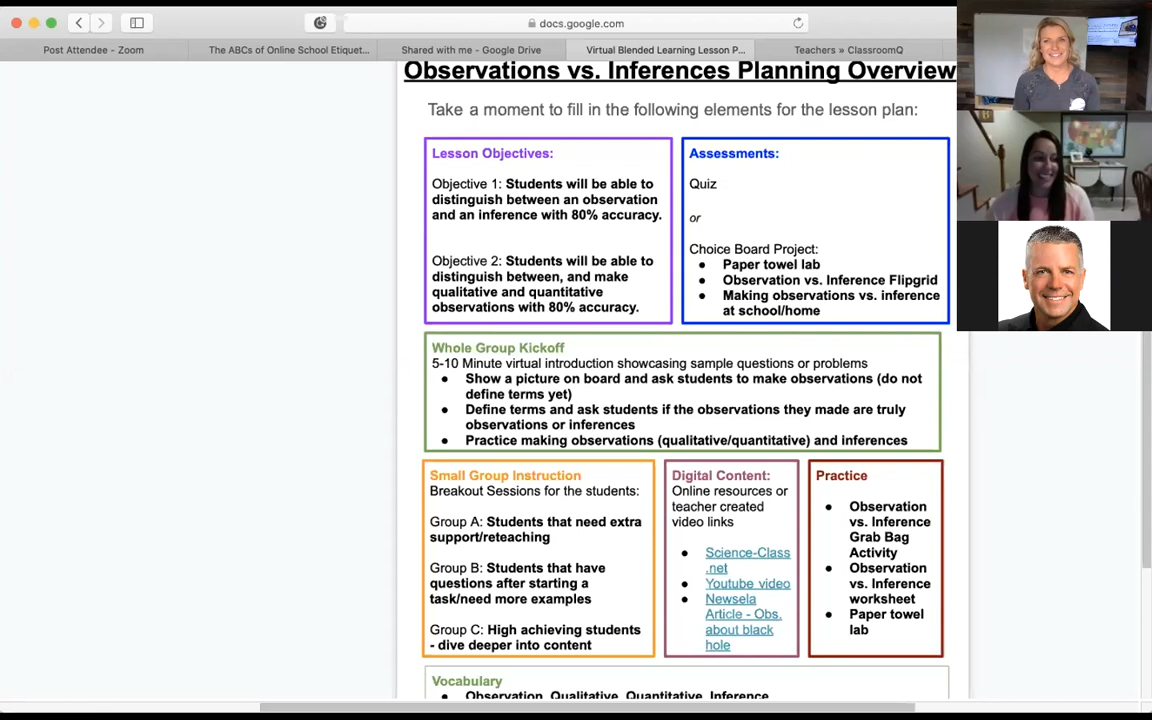 docs.google.com
Post Attendee - Zoom
The ABCs of Online School Etiquet...
Shared with me - Google Drive
Virtual Blended Learning Lesson P...
Teachers » ClassroomQ
Observations vs. Inferences Planning Overview
Take a moment to fill in the following elements for the lesson plan:
Lesson Objectives:
Objective 1: Students will be able to
distinguish between an observation
and an inference with 80% accuracy.
Objective 2: Students will be able to
distinguish between, and make
qualitative and quantitative
observations with 80% accuracy.
Assessments:
Quiz
or
Choice Board Project:
● Paper towel lab
● Observation vs. Inference Flipgrid
● Making observations vs. inference
at school/home
Whole Group Kickoff
5-10 Minute virtual introduction showcasing sample questions or problems
● Show a picture on board and ask students to make observations (do not
define terms yet)
● Define terms and ask students if the observations they made are truly
observations or inferences
● Practice making observations (qualitative/quantitative) and inferences
Small Group Instruction
Breakout Sessions for the students:
Group A: Students that need extra
support/reteaching
Group B: Students that have
questions after starting a
task/need more examples
Group C: High achieving students
- dive deeper into content
Digital Content:
Online resources or
teacher created
video links
● Science-Class
.net
● Youtube video
● Newsela
Article - Obs.
about black
hole
Practice
● Observation
vs. Inference
Grab Bag
Activity
● Observation
vs. Inference
worksheet
● Paper towel
lab
Vocabulary
● Observation, Qualitative, Quantitative, Inference